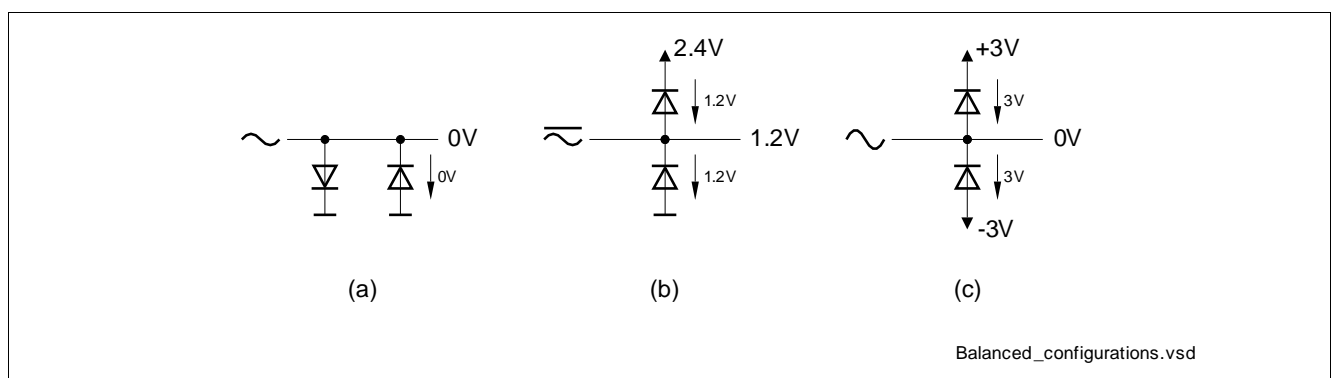 2.4V
+3V
1.2V
3V
0V
1.2V
0V
0V
1.2V
3V
-3V
(a)
(b)
(c)
Balanced_configurations.vsd